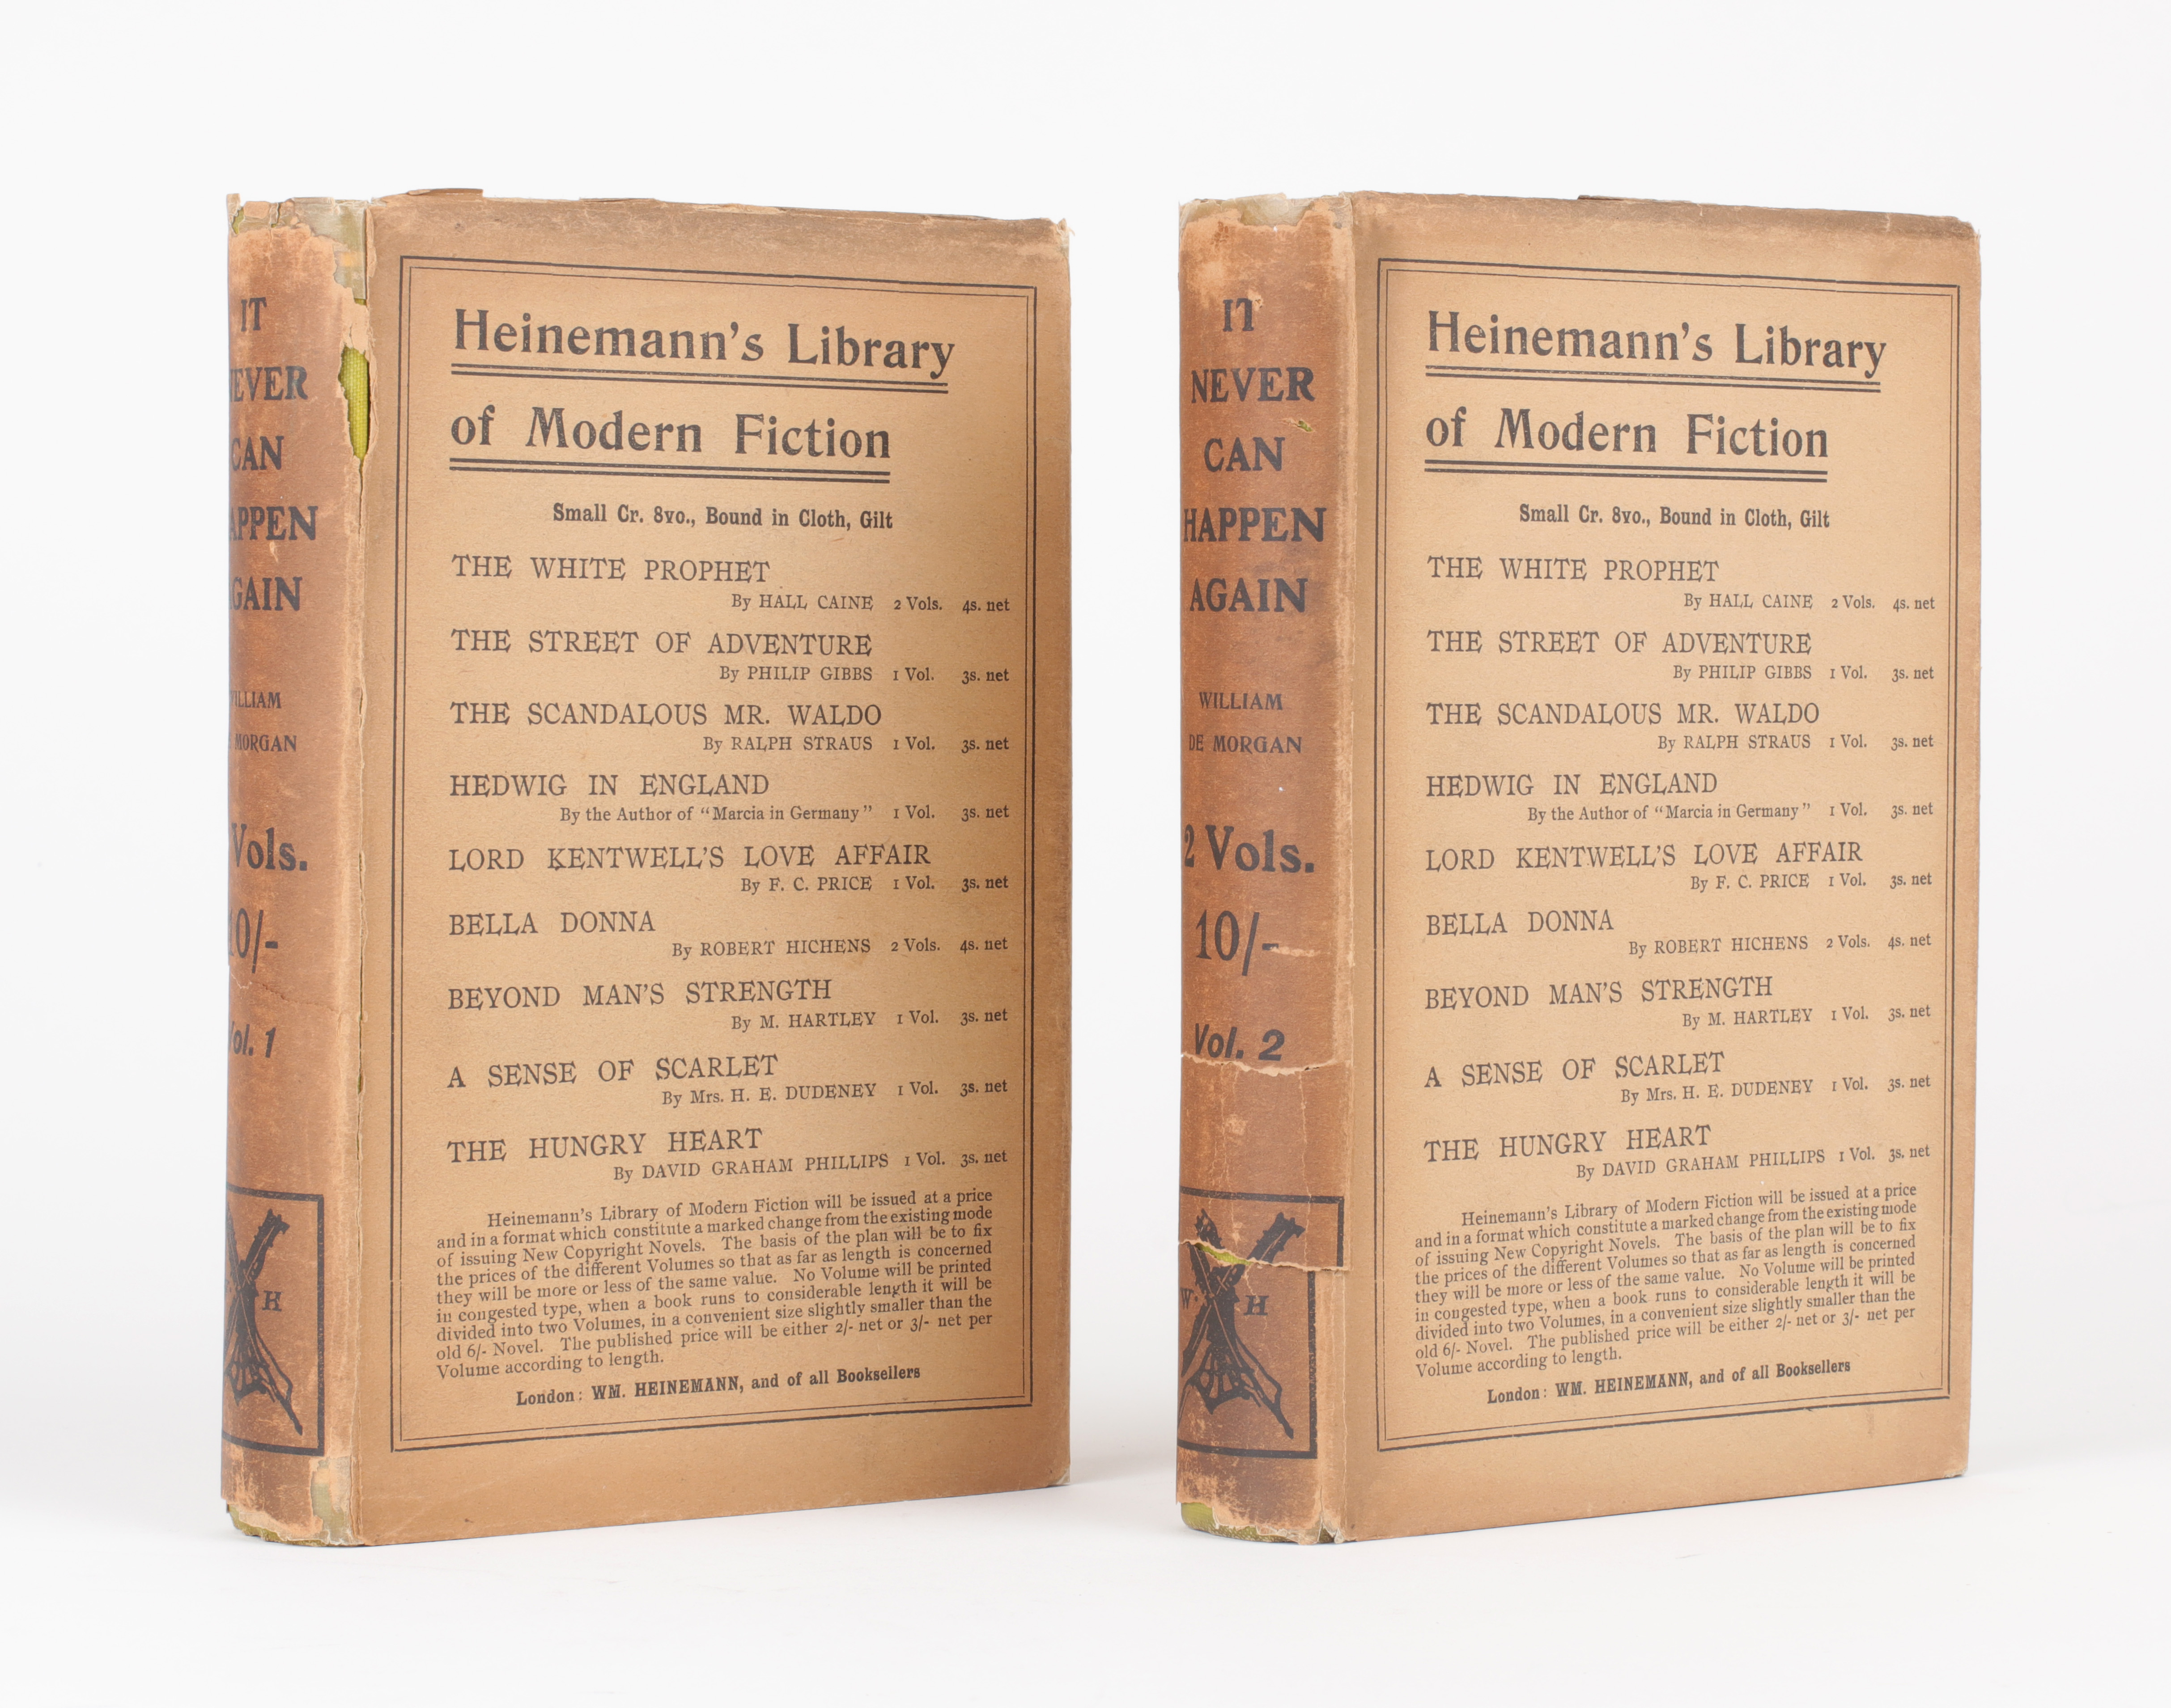 IT
EVER
CAN
APPEN
GAIN
WILLIAM
MORGAN
Vols.
10/-
Vol. 1
H
Heinemann's Library
of Modern Fiction
Small Cr. 8vo., Bound in Cloth, Gilt
THE WHITE PROPHET
By HALL CAINE 2 Vols. 4s. net
THE STREET OF ADVENTURE
By PHILIP GIBBS 1 Vol. 3s. net
THE SCANDALOUS MR. WALDO
By RALPH STRAUS 1 Vol. 3s. net
HEDWIG IN ENGLAND
By the Author of "Marcia in Germany" 1 Vol. 3s. net
LORD KENTWELL'S LOVE AFFAIR
By F. C. PRICE 1 Vol. 3s. net
BELLA DONNA
By ROBERT HICHENS 2 Vols. 4s. net
BEYOND MAN'S STRENGTH
By M. HARTLEY 1 Vol. 3s. net
A SENSE OF SCARLET
By Mrs. H. E. DUDENEY 1 Vol. 3s. net
THE HUNGRY HEART
By DAVID GRAHAM PHILLIPS 1 Vol. 3s. net
Heinemann's Library of Modern Fiction will be issued at a price
and in a format which constitute a marked change from the existing mode
of issuing New Copyright Novels. The basis of the plan will be to fix
the prices of the different Volumes so that as far as length is concerned
they will be more or less of the same value. No Volume will be printed
in congested type, when a book runs to considerable length it will be
divided into two Volumes, in a convenient size slightly smaller than the
old 6/- Novel. The published price will be either 2/- net or 3/- net per
Volume according to length.
London: WM. HEINEMANN, and of all Booksellers
IT
NEVER
CAN
HAPPEN
AGAIN
WILLIAM
DE MORGAN
2 Vols.
10/-
Vol. 2
W H
Heinemann's Library
of Modern Fiction
Small Cr. 8vo., Bound in Cloth, Gilt
THE WHITE PROPHET
By HALL CAINE 2 Vols. 4s. net
THE STREET OF ADVENTURE
By PHILIP GIBBS 1 Vol. 3s. net
THE SCANDALOUS MR. WALDO
By RALPH STRAUS 1 Vol. 3s. net
HEDWIG IN ENGLAND
By the Author of "Marcia in Germany" 1 Vol. 3s. net
LORD KENTWELL'S LOVE AFFAIR
By F. C. PRICE 1 Vol. 3s. net
BELLA DONNA
By ROBERT HICHENS 2 Vols. 4s. net
BEYOND MAN'S STRENGTH
By M. HARTLEY 1 Vol. 3s. net
A SENSE OF SCARLET
By Mrs. H. E. DUDENEY 1 Vol. 3s. net
THE HUNGRY HEART
By DAVID GRAHAM PHILLIPS 1 Vol. 3s. net
Heinemann's Library of Modern Fiction will be issued at a price
and in a format which constitute a marked change from the existing mode
of issuing New Copyright Novels. The basis of the plan will be to fix
the prices of the different Volumes so that as far as length is concerned
they will be more or less of the same value. No Volume will be printed
in congested type, when a book runs to considerable length it will be
divided into two Volumes, in a convenient size slightly smaller than the
old 6/- Novel. The published price will be either 2/- net or 3/- net per
Volume according to length.
London: WM. HEINEMANN, and of all Booksellers